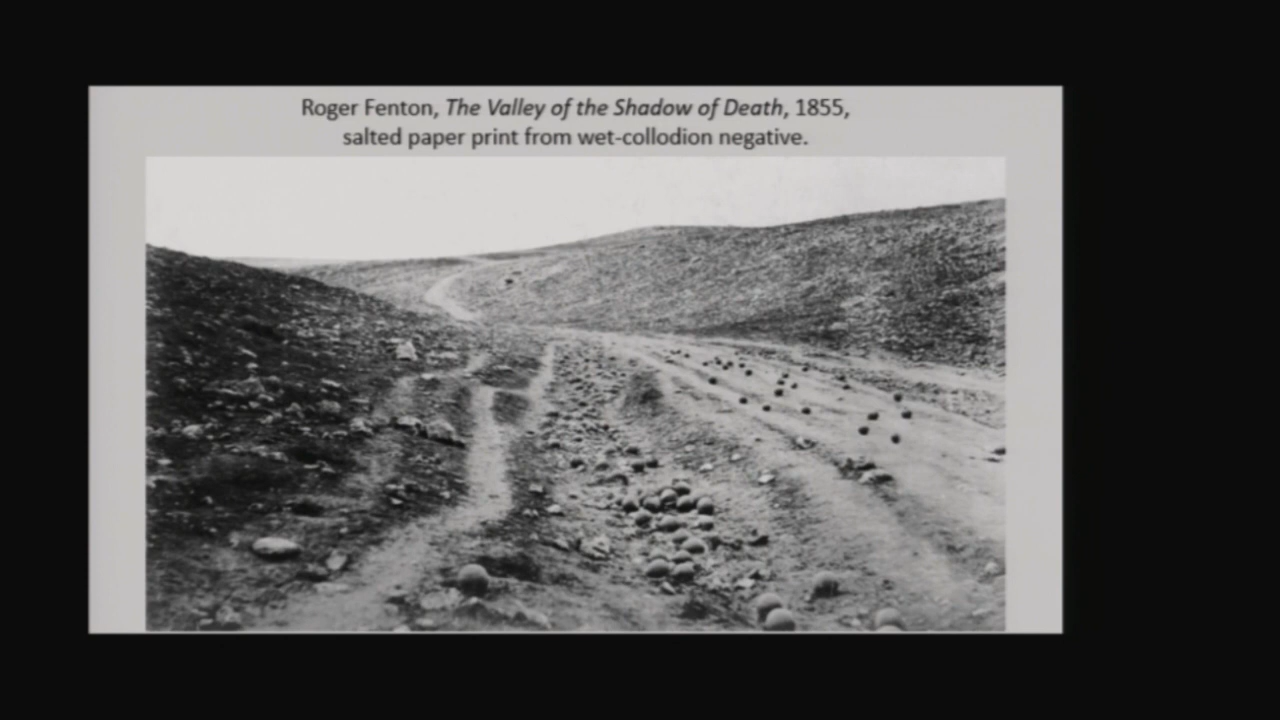 Roger Fenton, The Valley of the Shadow of Death, 1855,
salted paper print from wet-collodion negative.